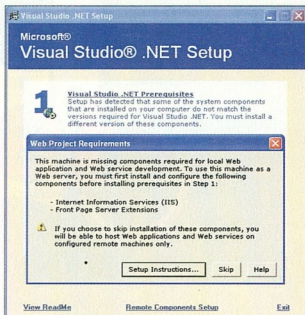 Visual Studio .NET Setup
Microsoft®
Visual Studio® .NET Setup
1
Visual Studio .NET Prerequisites
Setup has detected that some of the system components
that are installed on your computer do not match the
versions required for Visual Studio .NET. You must install a
different version of these components.
Web Project Requirements
This machine is missing components required for local Web
application and Web service development. To use this machine as a
Web server, you must first install and configure the following
components before installing prerequisites in Step 1:
- Internet Information Services (IIS)
- Front Page Server Extensions
If you choose to skip installation of these components, you
will be able to host Web applications and Web services on
configured remote machines only.
Setup Instructions... Skip Help
View ReadMe Remote Components Setup Exit